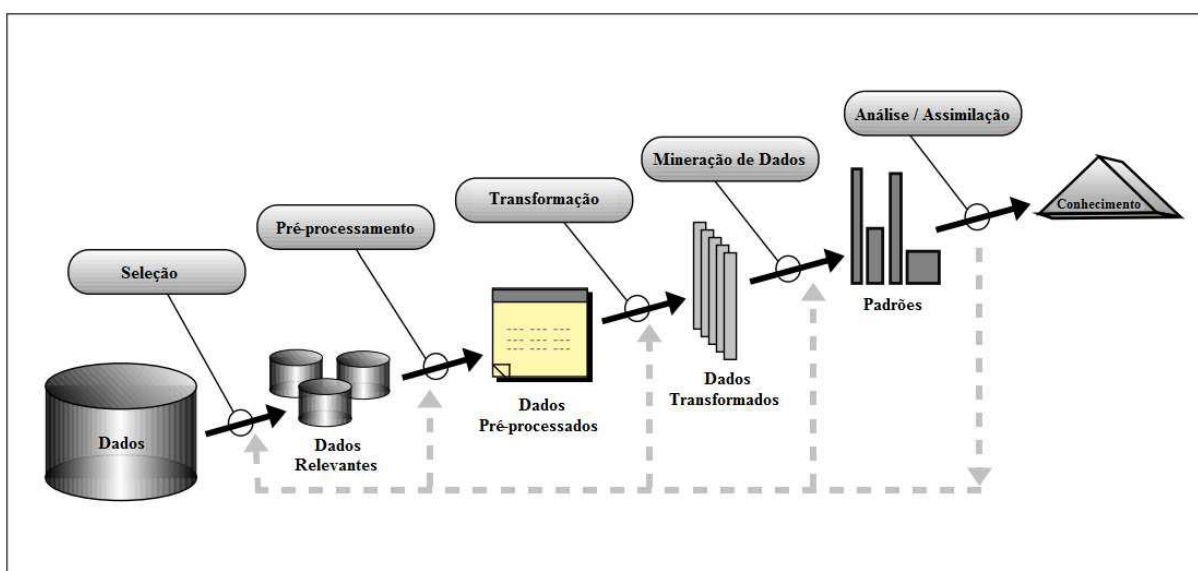 Análise / Assimilação
Mineração de Dados
Transformação
Pré-processamento
Seleção
Dados
Dados
Relevantes
Dados
Pré-processados
Dados
Transformados
Padrões
Conhecimento